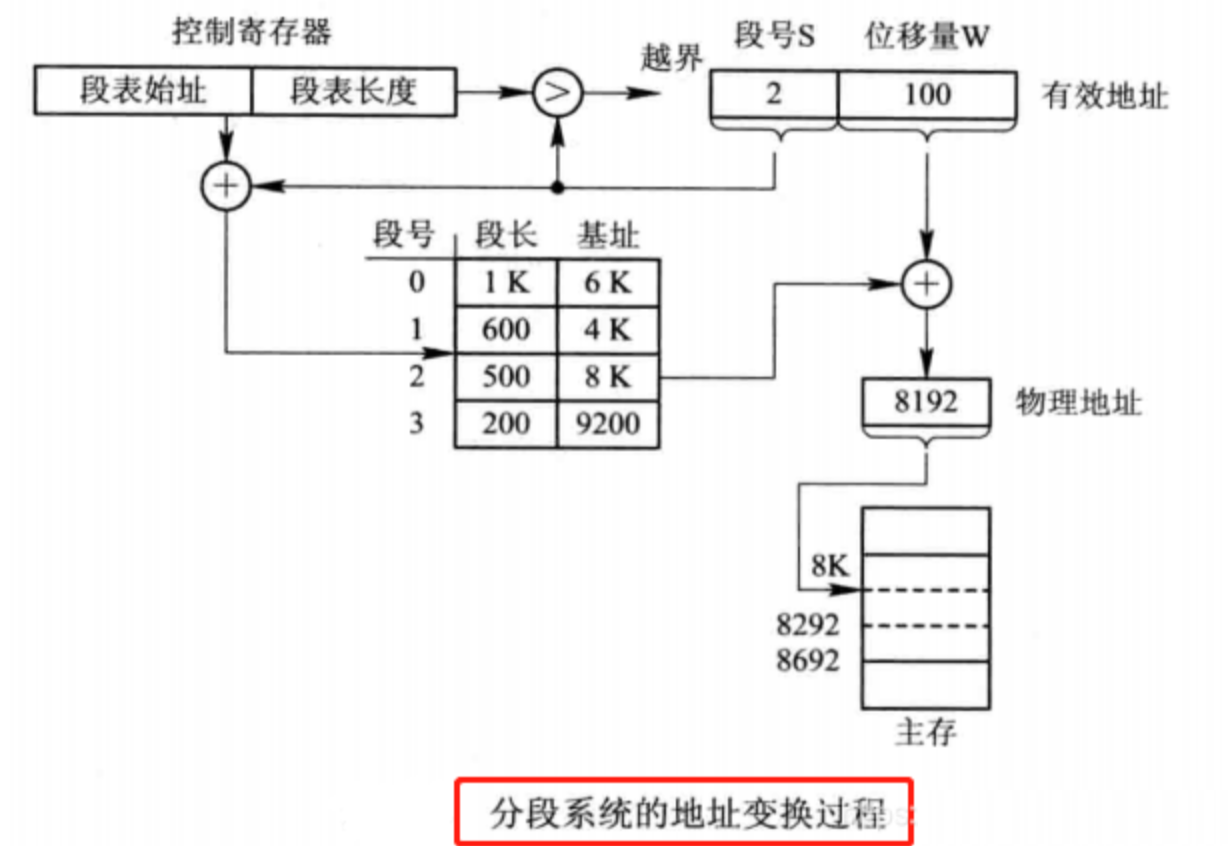 控制寄存器
段表始址 段表长度
>
越界
段号S 位移量W
2 100
有效地址
+
段号 段长 基址
0 1 K 6 K
1 600 4 K
2 500 8 K
3 200 9200
+
8192
物理地址
8K
8292
8692
主存
分段系统的地址变换过程